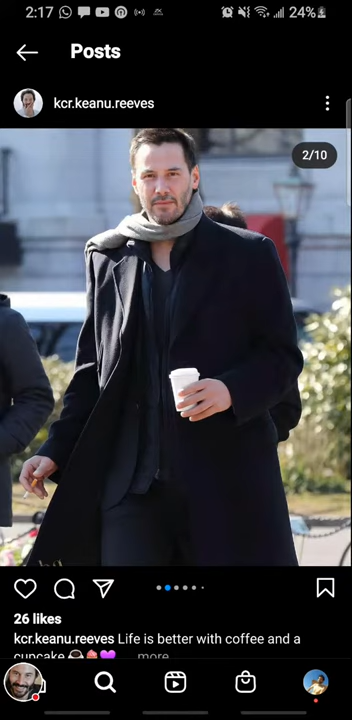 2:17
24%
Posts
kcr.keanu.reeves
2/10
26 likes
kcr.keanu.reeves Life is better with coffee and a
cupcake ☕🧁💜 ... more